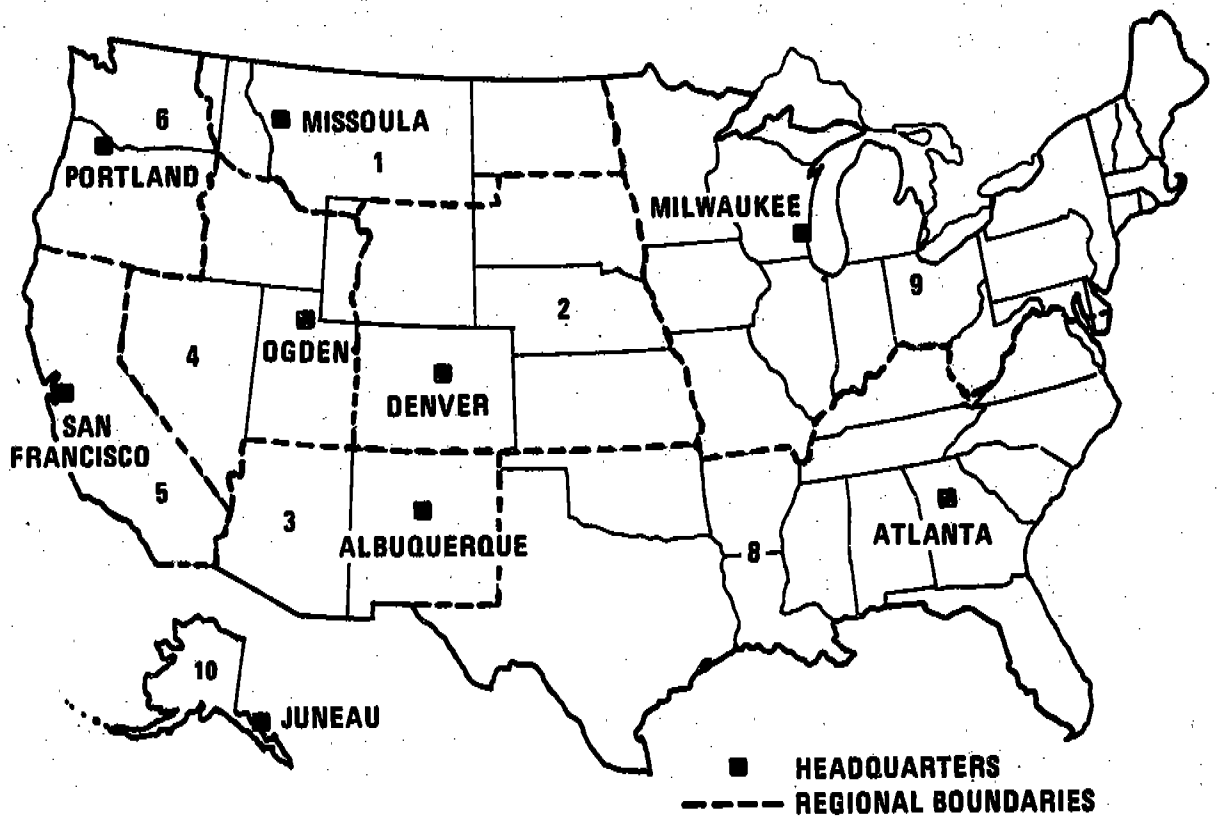 6
MISSOULA
1
PORTLAND
MILWAUKEE
9
2
4
OGDEN
DENVER
SAN
FRANCISCO
5
3
ALBUQUERQUE
ATLANTA
8
10
JUNEAU
HEADQUARTERS
REGIONAL BOUNDARIES